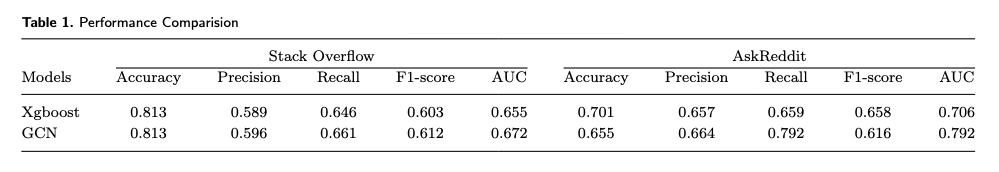 Table 1. Performance Comparision
Stack Overflow AskReddit
Models Accuracy Precision Recall F1-score AUC Accuracy Precision Recall F1-score AUC
Xgboost 0.813 0.589 0.646 0.603 0.655 0.701 0.657 0.659 0.658 0.706
GCN 0.813 0.596 0.661 0.612 0.672 0.655 0.664 0.792 0.616 0.792